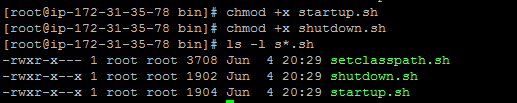 [root@ip-172-31-35-78 bin]# chmod +x startup.sh
[root@ip-172-31-35-78 bin]# chmod +x shutdown.sh
[root@ip-172-31-35-78 bin]# ls -l s*.sh
-rwxr-x--- 1 root root 3708 Jun  4 20:29 setclasspath.sh
-rwxr-x--x 1 root root 1902 Jun  4 20:29 shutdown.sh
-rwxr-x--x 1 root root 1904 Jun  4 20:29 startup.sh